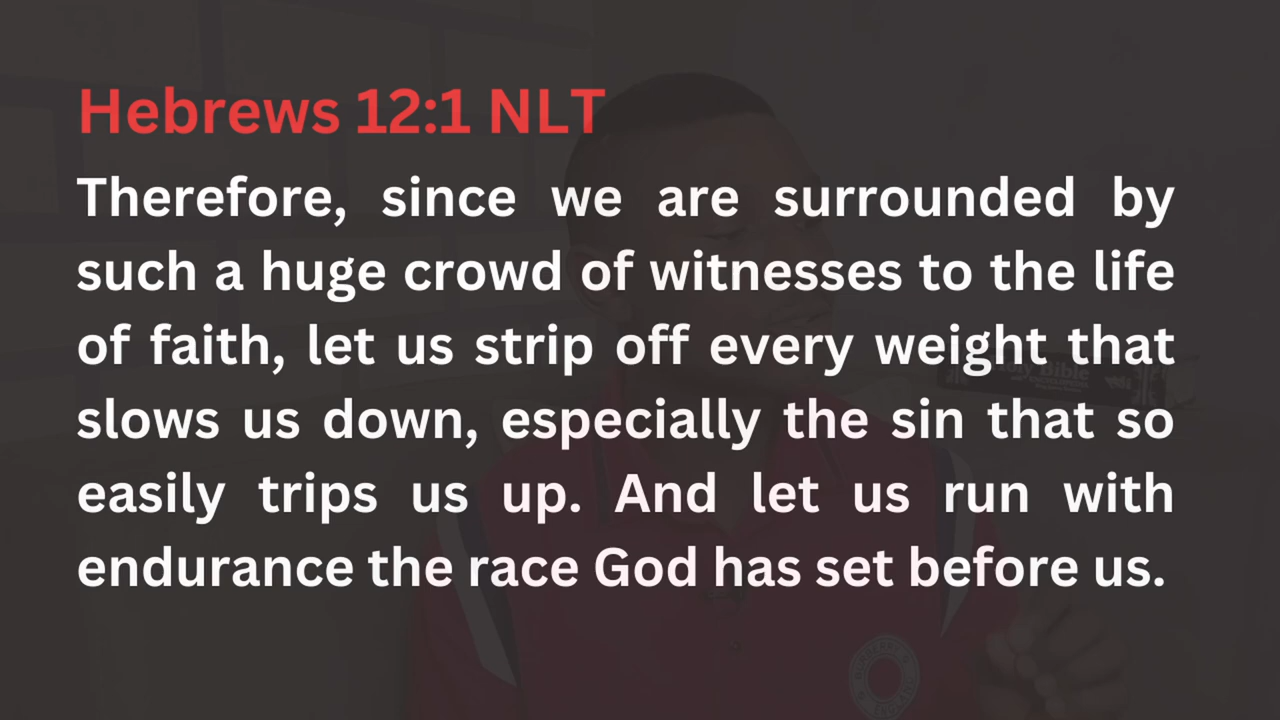 Hebrews 12:1 NLT
Therefore, since we are surrounded by
such a huge crowd of witnesses to the life
of faith, let us strip off every weight that
slows us down, especially the sin that so
easily trips us up. And let us run with
endurance the race God has set before us.
Holy Bible